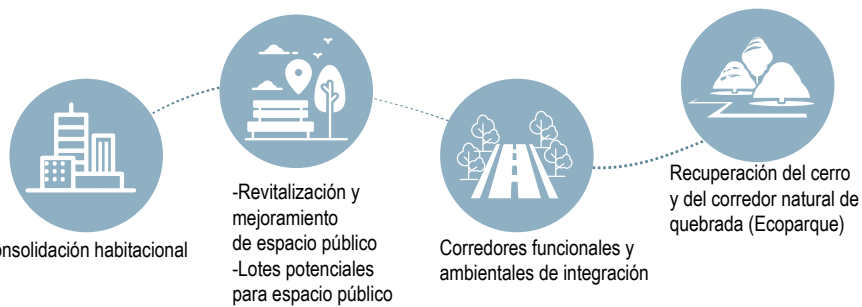 onsolidación habitacional
-Revitalización y
mejoramiento
de espacio público
-Lotes potenciales
para espacio público
Corredores funcionales y
ambientales de integración
Recuperación del cerro
y del corredor natural de
quebrada (Ecoparque)